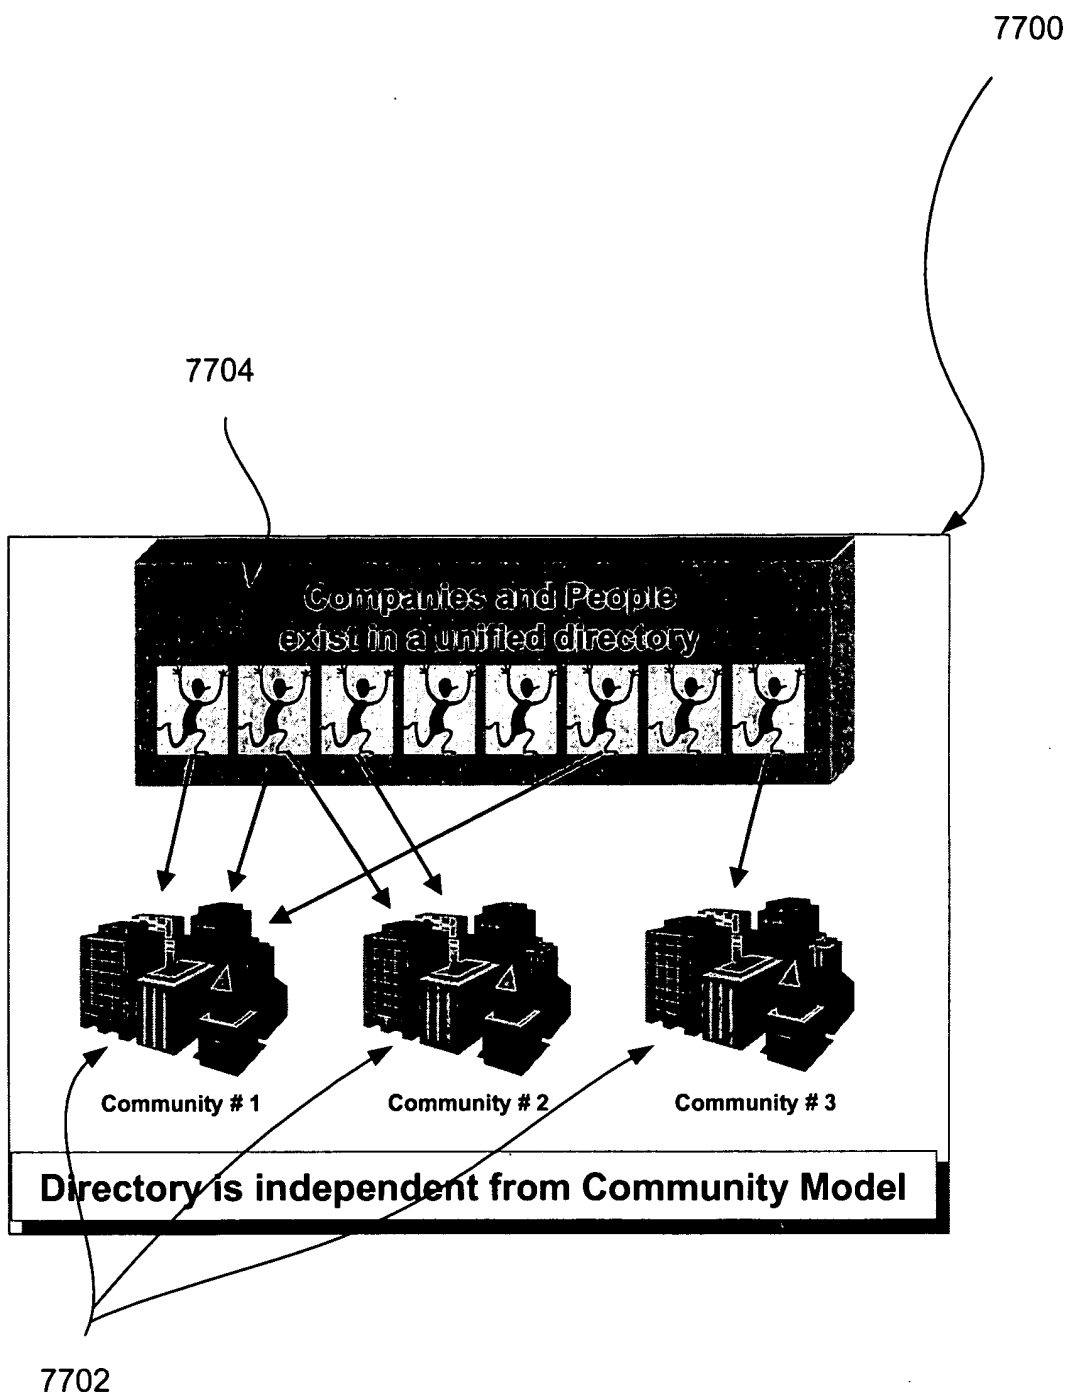 7700
7704
Companies and People
exist in a unified directory
Community # 1
Community # 2
Community # 3
Directory is independent from Community Model
7702